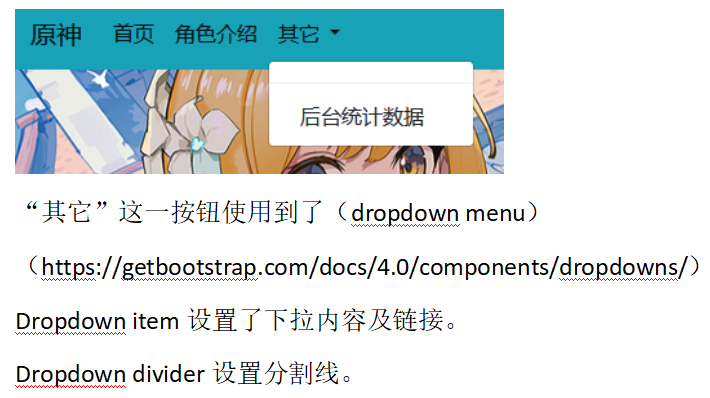 原神 首页 角色介绍 其它
后台统计数据
“其它”这一按钮使用到了（dropdown menu）
（https://getbootstrap.com/docs/4.0/components/dropdowns/）
Dropdown item 设置了下拉内容及链接。
Dropdown divider 设置分割线。